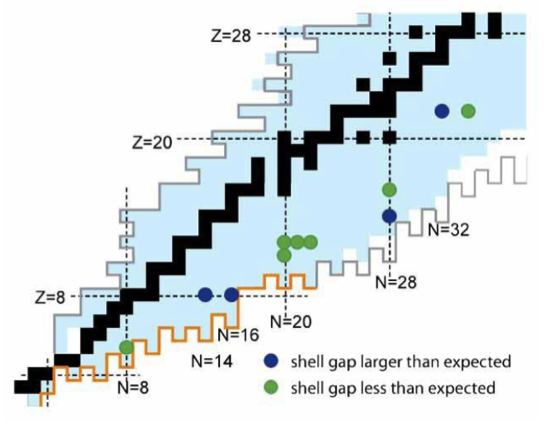 Z=28
Z=20
N=32
N=28
Z=8
N=20
N=16
N=14
shell gap larger than expected
N=8
shell gap less than expected